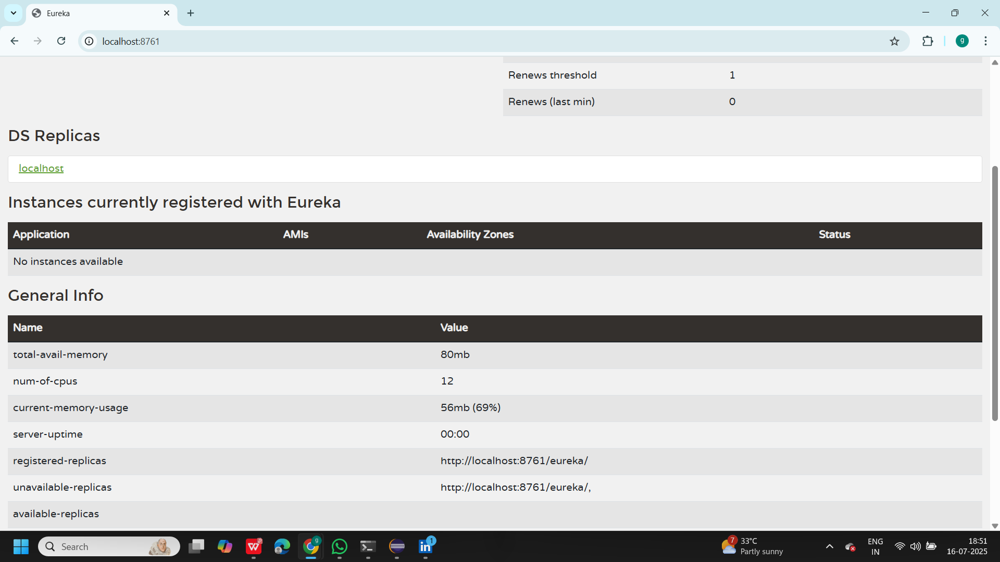 Eureka
localhost:8761
g
Renews threshold 1
Renews (last min) 0
DS Replicas
localhost
Instances currently registered with Eureka
Application AMIs Availability Zones Status
No instances available
General Info
Name Value
total-avail-memory 80mb
num-of-cpus 12
current-memory-usage 56mb (69%)
server-uptime 00:00
registered-replicas http://localhost:8761/eureka/
unavailable-replicas http://localhost:8761/eureka/,
available-replicas
Search
g
in
1
7
33°C
Partly sunny
ENG
IN
18:51
16-07-2025